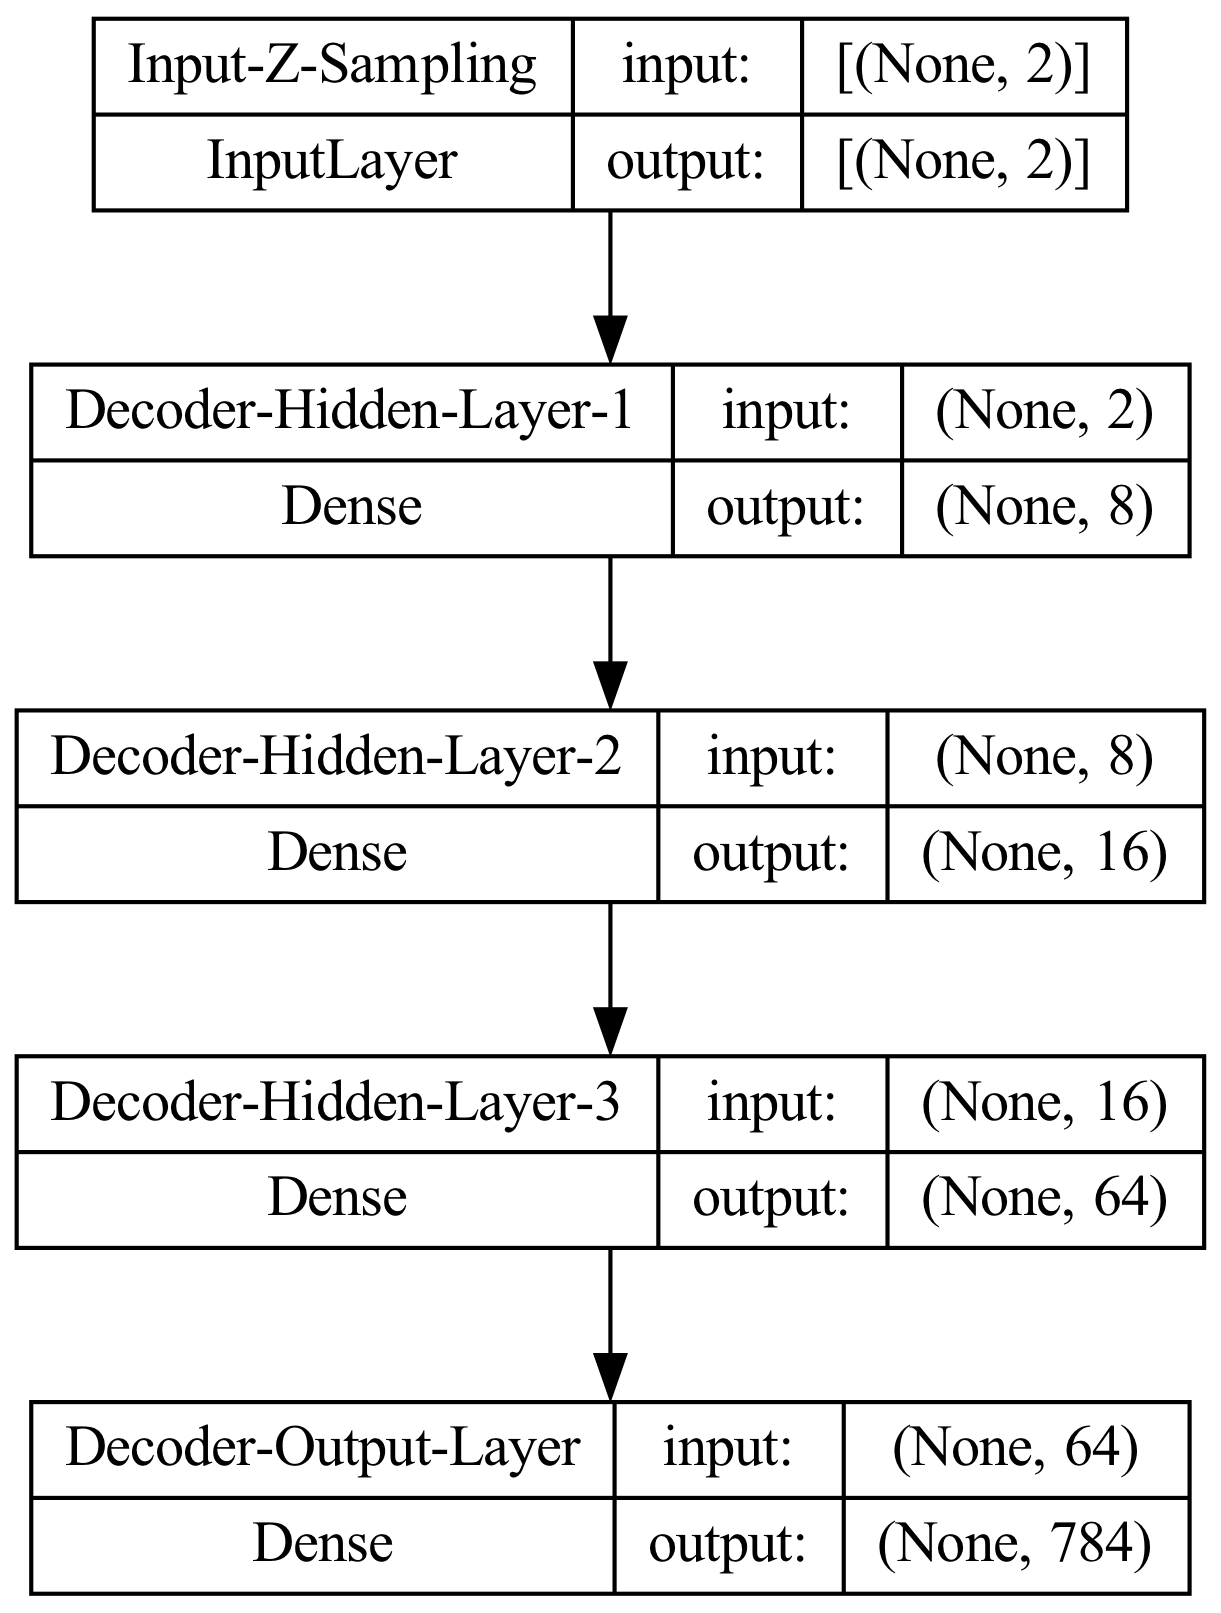 Input-Z-Sampling input: [(None, 2)]
InputLayer output: [(None, 2)]
Decoder-Hidden-Layer-1 input: (None, 2)
Dense output: (None, 8)
Decoder-Hidden-Layer-2 input: (None, 8)
Dense output: (None, 16)
Decoder-Hidden-Layer-3 input: (None, 16)
Dense output: (None, 64)
Decoder-Output-Layer input: (None, 64)
Dense output: (None, 784)